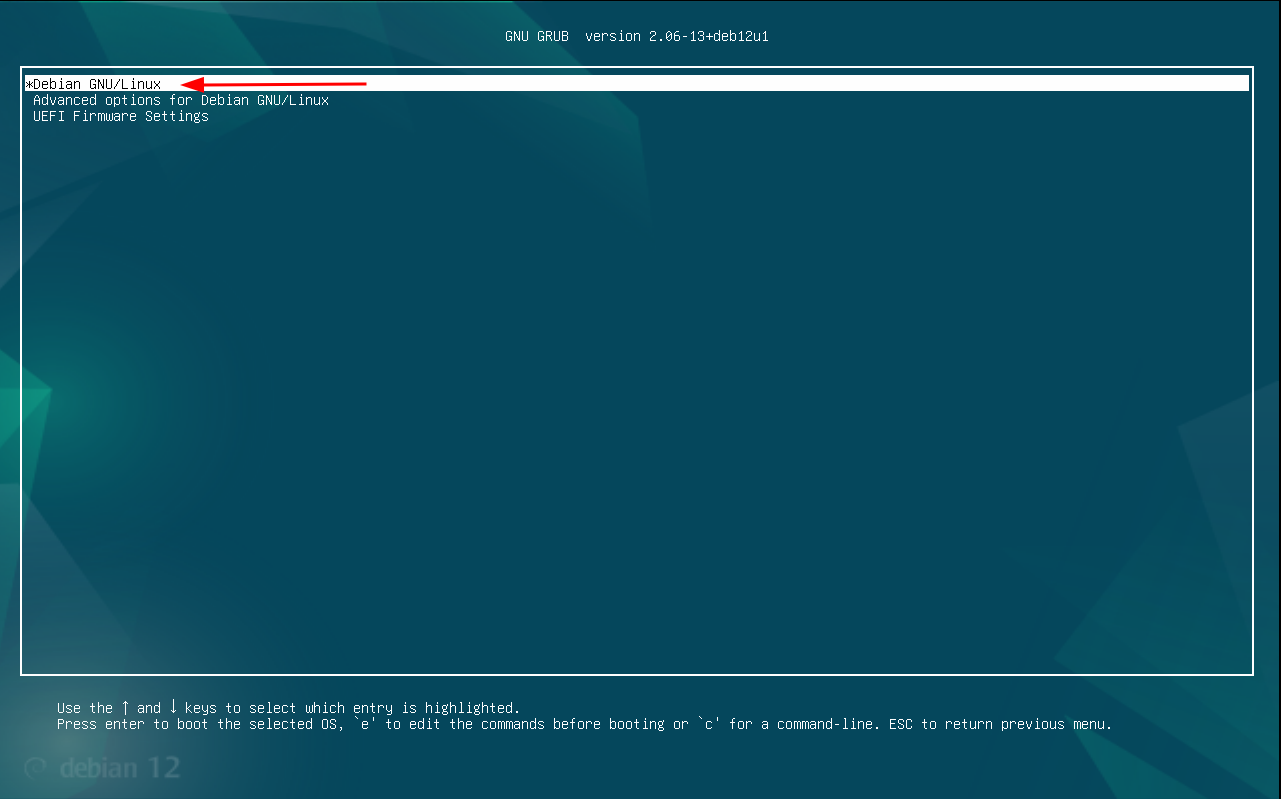 GNU GRUB  version 2.06-13+deb12u1
*Debian GNU/Linux
Advanced options for Debian GNU/Linux
UEFI Firmware Settings
Use the ↑ and ↓ keys to select which entry is highlighted.
Press enter to boot the selected OS, `e' to edit the commands before booting or `c' for a command-line. ESC to return previous menu.
debian 12